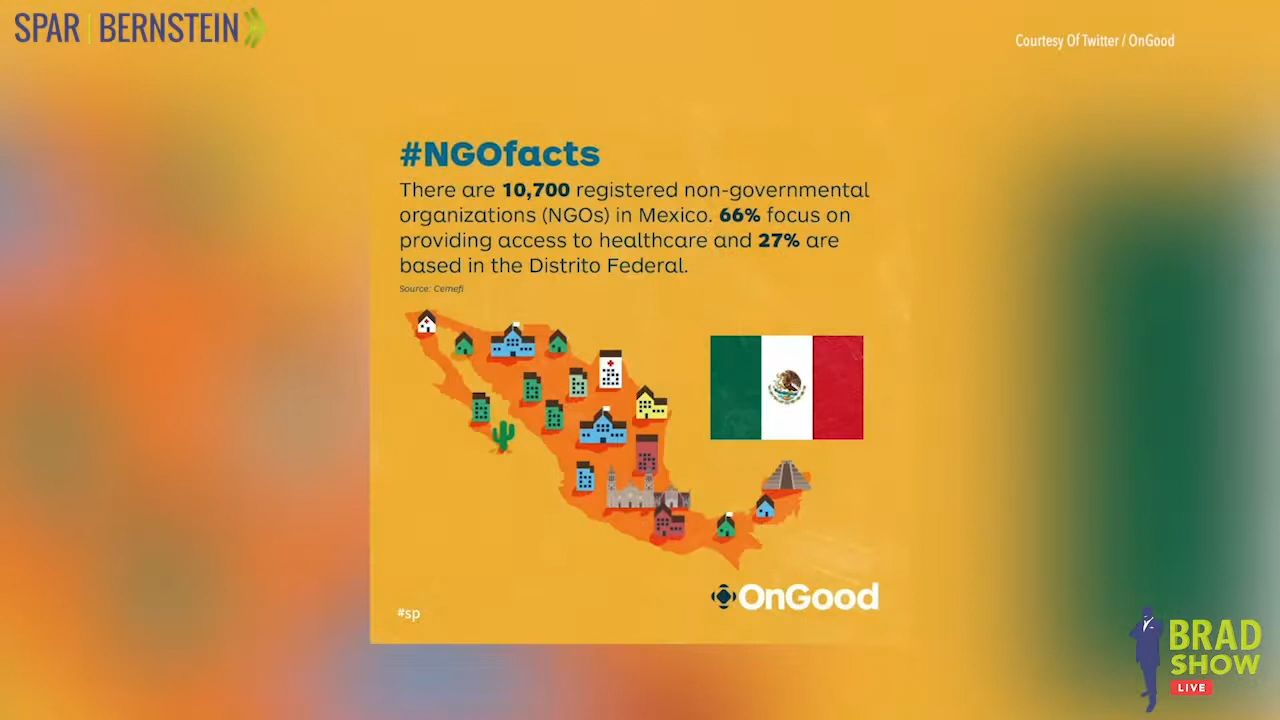 SPAR | BERNSTEIN
Courtesy Of Twitter / OnGood
#NGOfacts
There are 10,700 registered non-governmental
organizations (NGOs) in Mexico. 66% focus on
providing access to healthcare and 27% are
based in the Distrito Federal.
Source: Cemefi
OnGood
#sp
BRAD
SHOW
LIVE